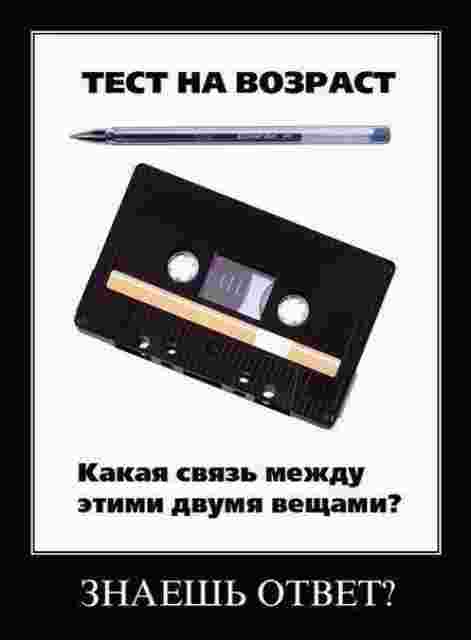 ТЕСТ НА ВОЗРАСТ
Какая связь между
этими двумя вещами?
ЗНАЕШЬ ОТВЕТ?